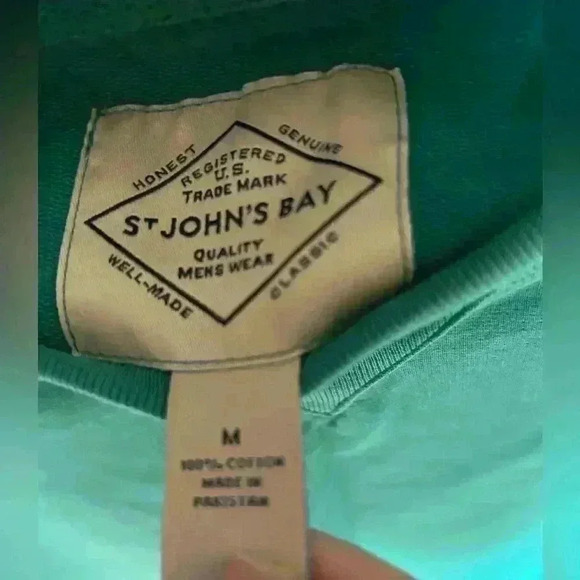 HONEST
GENUINE
REGISTERED
U.S.
TRADE MARK
ST JOHN'S BAY
QUALITY
MENS WEAR
WELL-MADE
CLASSIC
M
100% COTTON
MADE IN
PAKISTAN